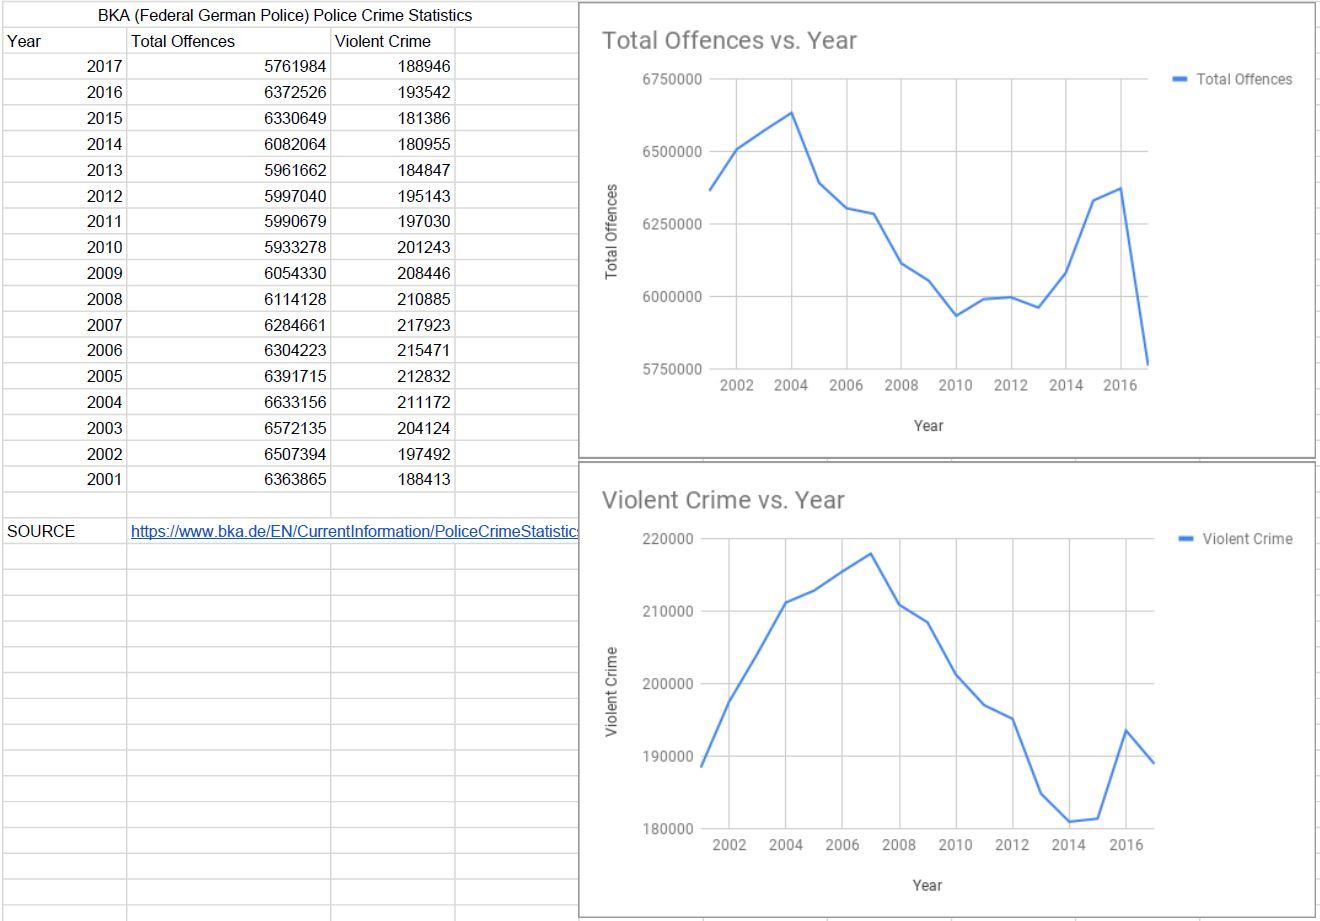 BKA (Federal German Police) Police Crime Statistics
Year Total Offences Violent Crime
2017 5761984 188946
2016 6372526 193542
2015 6330649 181386
2014 6082064 180955
2013 5961662 184847
2012 5997040 195143
2011 5990679 197030
2010 5933278 201243
2009 6054330 208446
2008 6114128 210885
2007 6284661 217923
2006 6304223 215471
2005 6391715 212832
2004 6633156 211172
2003 6572135 204124
2002 6507394 197492
2001 6363865 188413
SOURCE https://www.bka.de/EN/CurrentInformation/PoliceCrimeStatistics
Total Offences vs. Year
Total Offences
6750000
6500000
6250000
6000000
5750000
Total Offences
2002 2004 2006 2008 2010 2012 2014 2016
Year
Violent Crime vs. Year
Violent Crime
220000
210000
200000
190000
180000
Violent Crime
2002 2004 2006 2008 2010 2012 2014 2016
Year